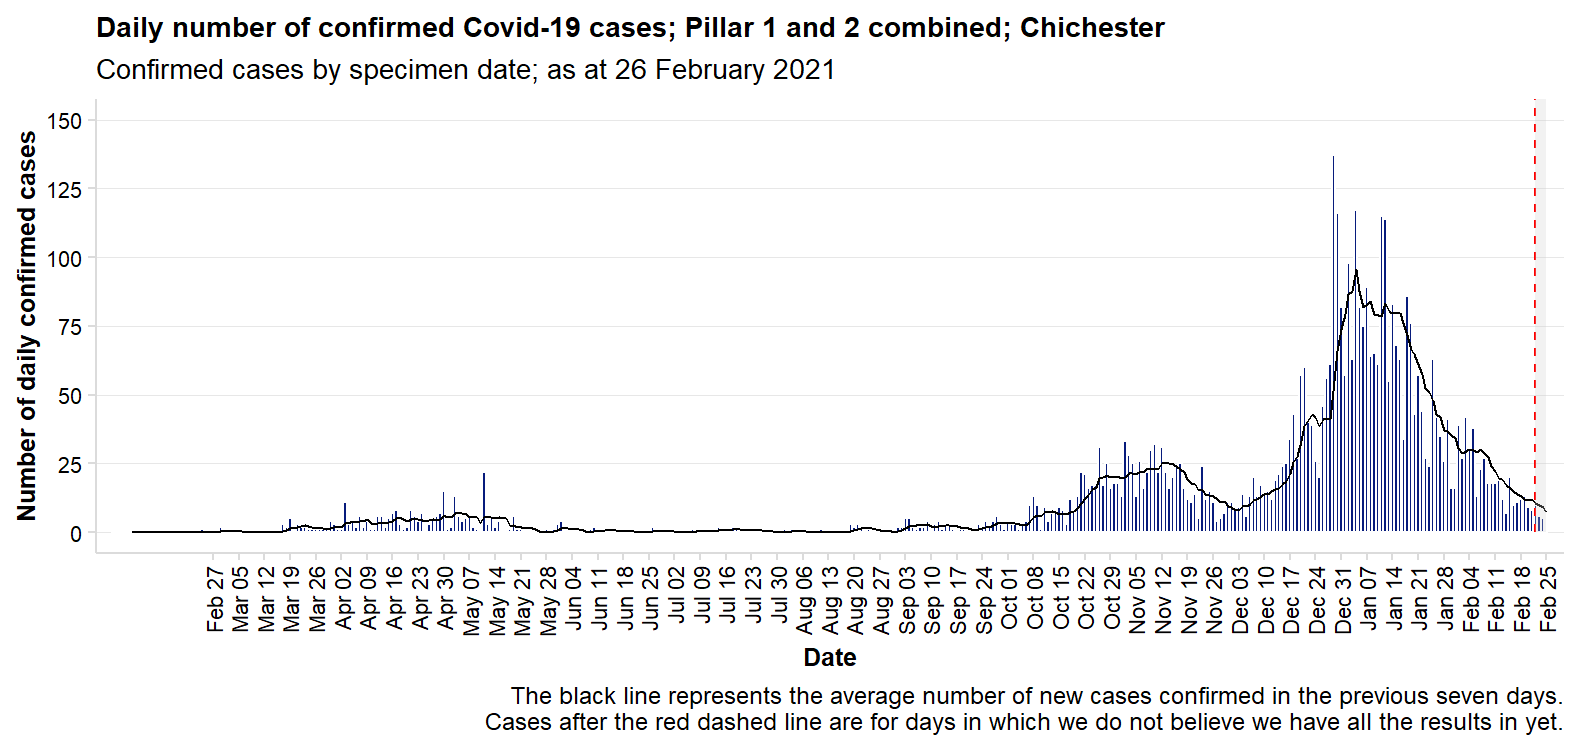 Daily number of confirmed Covid-19 cases; Pillar 1 and 2 combined; Chichester
Confirmed cases by specimen date; as at 26 February 2021
Number of daily confirmed cases
150
125
100
75
50
25
0
Feb 27
Mar 05
Mar 12
Mar 19
Mar 26
Apr 02
Apr 09
Apr 16
Apr 23
Apr 30
May 07
May 14
May 21
May 28
Jun 04
Jun 11
Jun 18
Jun 25
Jul 02
Jul 09
Jul 16
Jul 23
Jul 30
Aug 06
Aug 13
Aug 20
Aug 27
Sep 03
Sep 10
Sep 17
Sep 24
Oct 01
Oct 08
Oct 15
Oct 22
Oct 29
Nov 05
Nov 12
Nov 19
Nov 26
Dec 03
Dec 10
Dec 17
Dec 24
Dec 31
Jan 07
Jan 14
Jan 21
Jan 28
Feb 04
Feb 11
Feb 18
Feb 25
Date
The black line represents the average number of new cases confirmed in the previous seven days.
Cases after the red dashed line are for days in which we do not believe we have all the results in yet.